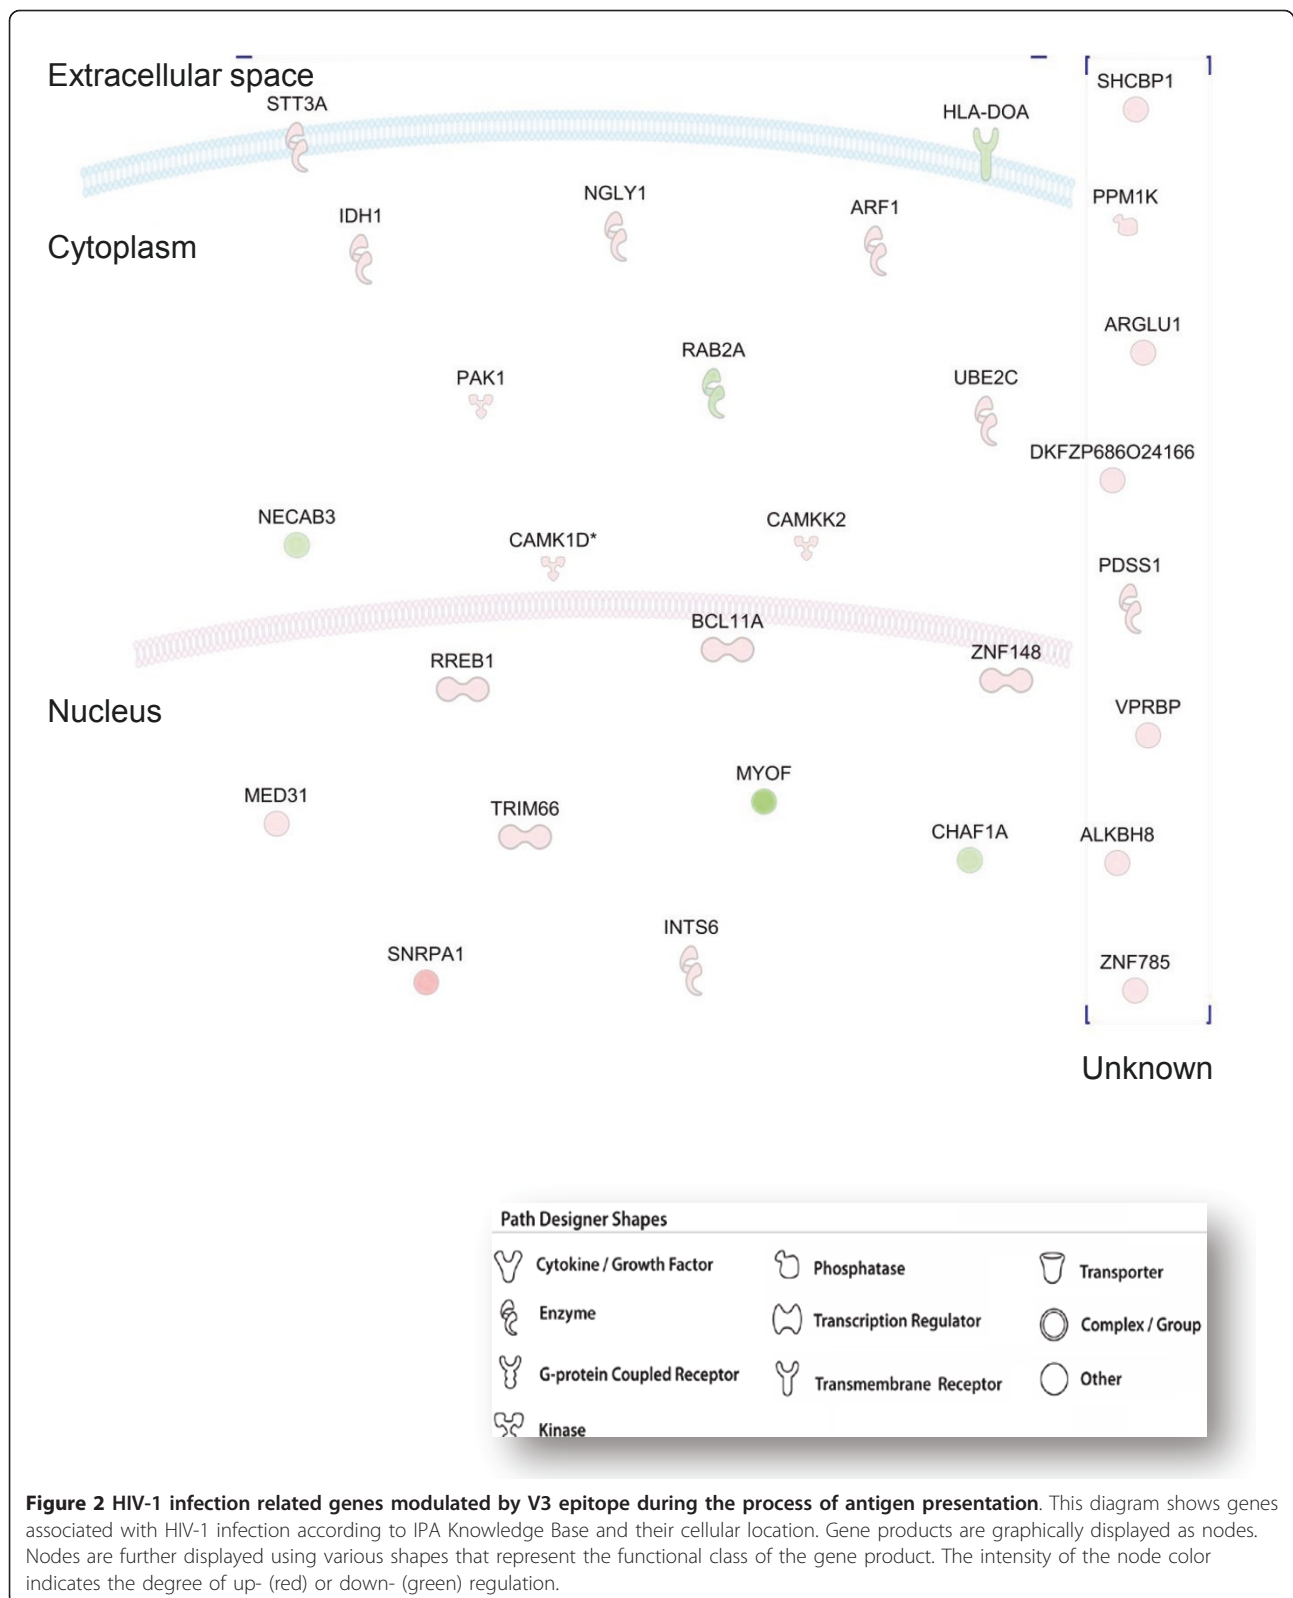 Extracellular space
STT3A
HLA-DOA
SHCBP1
IDH1
NGLY1
ARF1
PPM1K
Cytoplasm
PAK1
RAB2A
UBE2C
ARGLU1
DKFZP686O24166
NECAB3
CAMK1D*
CAMKK2
PDSS1
RREB1
BCL11A
ZNF148
Nucleus
VPRBP
MED31
TRIM66
MYOF
CHAF1A
ALKBH8
SNRPA1
INTS6
ZNF785
Unknown
Path Designer Shapes
Cytokine / Growth Factor
Phosphatase
Transporter
Enzyme
Transcription Regulator
Complex / Group
G-protein Coupled Receptor
Transmembrane Receptor
Other
Kinase
Figure 2 HIV-1 infection related genes modulated by V3 epitope during the process of antigen presentation. This diagram shows genes
associated with HIV-1 infection according to IPA Knowledge Base and their cellular location. Gene products are graphically displayed as nodes.
Nodes are further displayed using various shapes that represent the functional class of the gene product. The intensity of the node color
indicates the degree of up- (red) or down- (green) regulation.